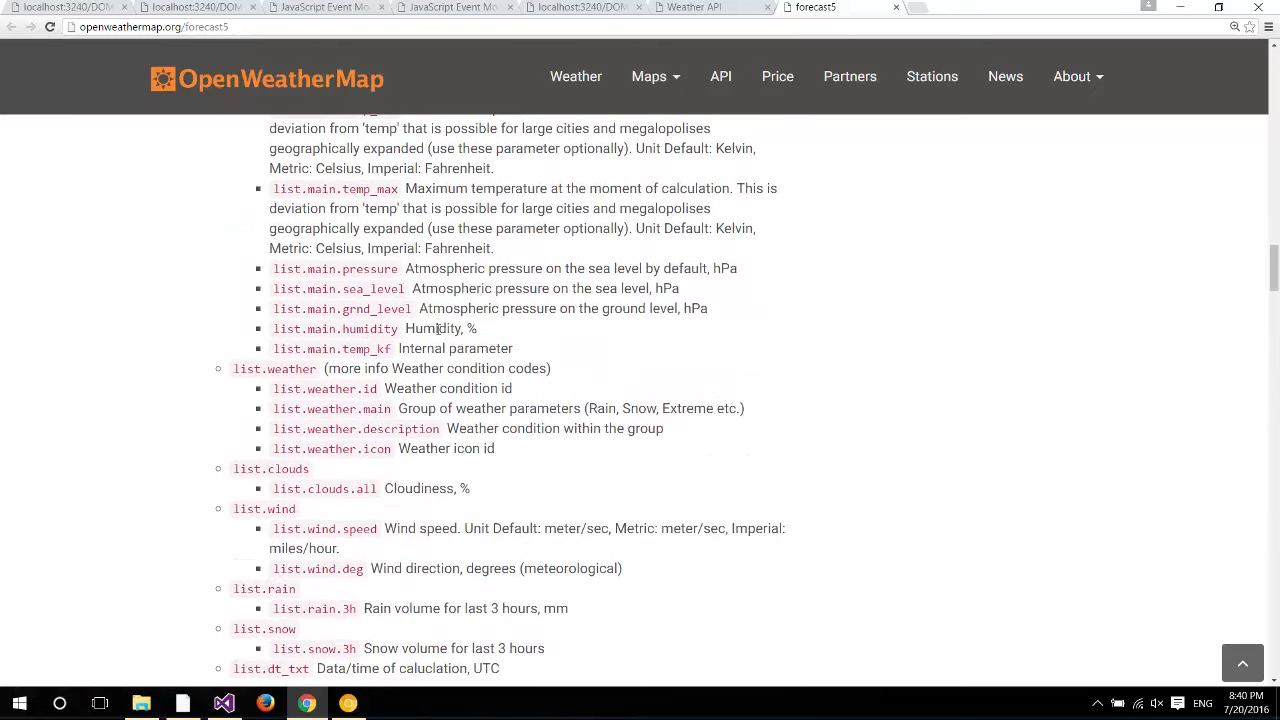 localhost:3240/DOM
localhost:3240/DOM
JavaScript Event Mo
JavaScript Event Mo
localhost:3240/DOM
Weather API
forecast5
openweathermap.org/forecast5
OpenWeatherMap
Weather Maps API Price Partners Stations News About
deviation from 'temp' that is possible for large cities and megalopolises
geographically expanded (use these parameter optionally). Unit Default: Kelvin,
Metric: Celsius, Imperial: Fahrenheit.
list.main.temp_max Maximum temperature at the moment of calculation. This is
deviation from 'temp' that is possible for large cities and megalopolises
geographically expanded (use these parameter optionally). Unit Default: Kelvin,
Metric: Celsius, Imperial: Fahrenheit.
list.main.pressure Atmospheric pressure on the sea level by default, hPa
list.main.sea_level Atmospheric pressure on the sea level, hPa
list.main.grnd_level Atmospheric pressure on the ground level, hPa
list.main.humidity Humidity, %
list.main.temp_kf Internal parameter
list.weather (more info Weather condition codes)
list.weather.id Weather condition id
list.weather.main Group of weather parameters (Rain, Snow, Extreme etc.)
list.weather.description Weather condition within the group
list.weather.icon Weather icon id
list.clouds
list.clouds.all Cloudiness, %
list.wind
list.wind.speed Wind speed. Unit Default: meter/sec, Metric: meter/sec, Imperial:
miles/hour.
list.wind.deg Wind direction, degrees (meteorological)
list.rain
list.rain.3h Rain volume for last 3 hours, mm
list.snow
list.snow.3h Snow volume for last 3 hours
list.dt_txt Data/time of caluclation, UTC
ENG
8:40 PM
7/20/2016